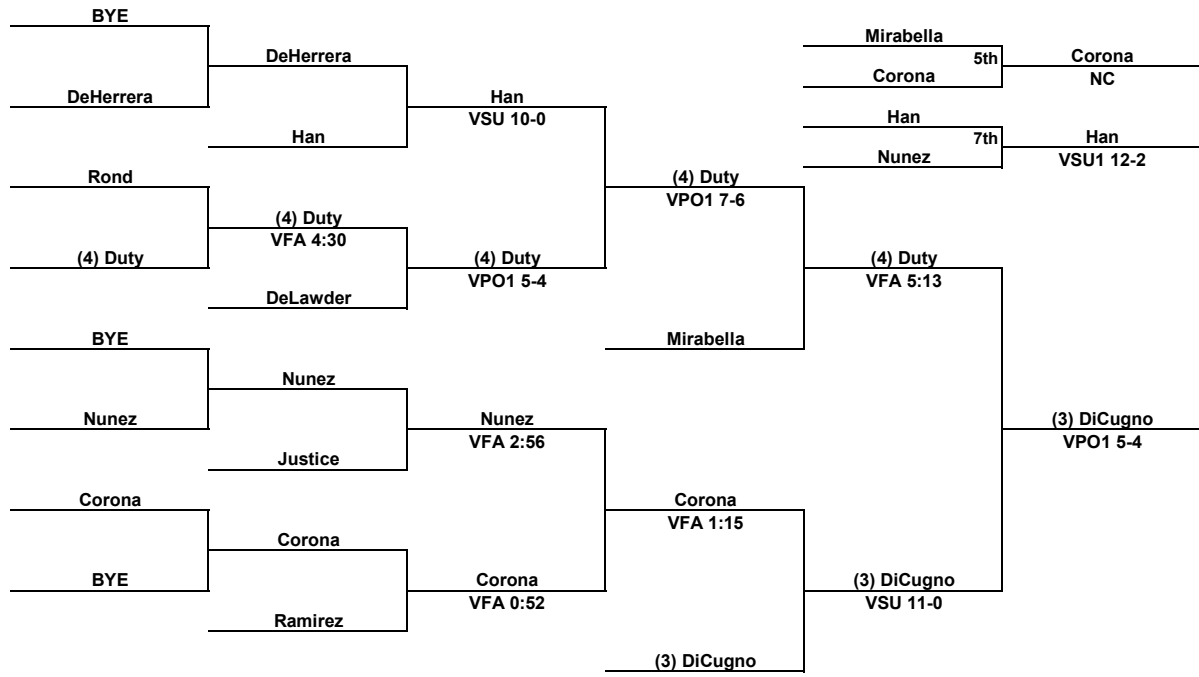 BYE
DeHerrera
DeHerrera
Han
Han
VSU 10-0
Rond
(4) Duty
(4) Duty
VFA 4:30
DeLawder
(4) Duty
VPO1 5-4
(4) Duty
VPO1 7-6
Mirabella
(4) Duty
VFA 5:13
BYE
Nunez
Nunez
Justice
Nunez
VFA 2:56
Corona
BYE
Corona
Ramirez
Corona
VFA 0:52
Corona
VFA 1:15
(3) DiCugno
(3) DiCugno
VSU 11-0
(3) DiCugno
VPO1 5-4
Mirabella
5th
Corona
Corona
NC
Han
7th
Nunez
Han
VSU1 12-2